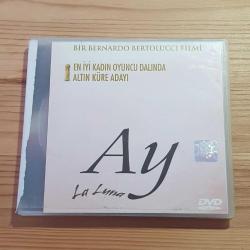 BİR BERNARDO BERTOLUCCI FİLMİ
EN İYİ KADIN OYUNCU DALINDA
ALTIN KÜRE ADAYI
Ay
La Luna
DVD